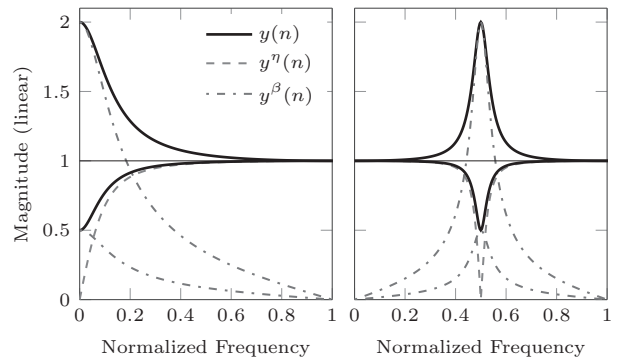 2
1.5
1
0.5
0
Magnitude (linear)
y(n)
y^η(n)
y^β(n)
0 0.2 0.4 0.6 0.8 1
Normalized Frequency
0 0.2 0.4 0.6 0.8 1
Normalized Frequency